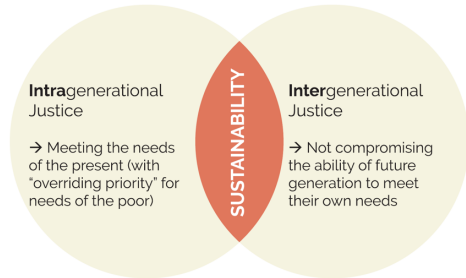 Intragenerational
Justice
→ Meeting the needs
of the present (with
“overriding priority” for
needs of the poor)
SUSTAINABILITY
Intergenerational
Justice
→ Not compromising
the ability of future
generation to meet
their own needs